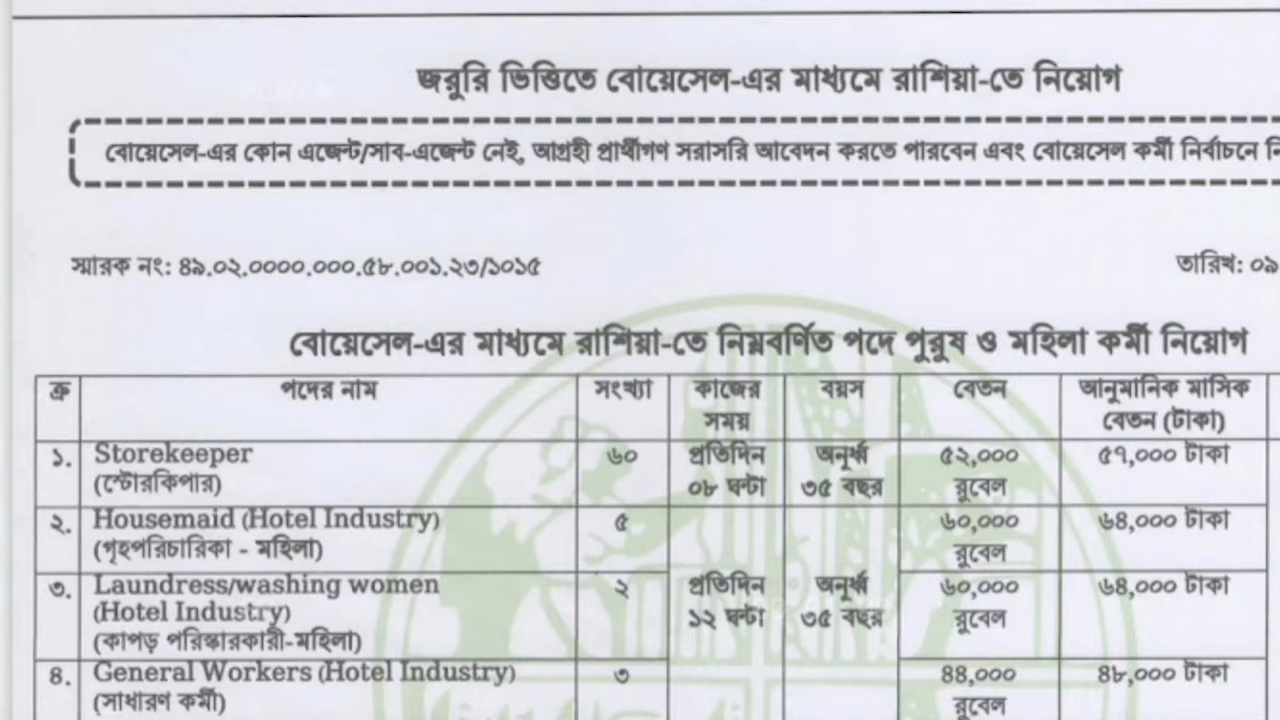 জরুরি ভিত্তিতে বোয়েসেল-এর মাধ্যমে রাশিয়া-তে নিয়োগ
বোয়েসেল-এর কোন এজেন্ট/সাব-এজেন্ট নেই, আগ্রহী প্রার্থীগণ সরাসরি আবেদন করতে পারবেন এবং বোয়েসেল কর্মী নির্বাচনে
স্মারক নং: ৪৯.০২.০০০০.০০০.৫৮.০০১.২৩/১০১৫
তারিখ: ০৯
বোয়েসেল-এর মাধ্যমে রাশিয়া-তে নিম্নবর্ণিত পদে পুরুষ ও মহিলা কর্মী নিয়োগ
ক্র পদের নাম সংখ্যা কাজের বয়স বেতন আনুমানিক মাসিক
সময় বেতন (টাকা)
১. Storekeeper ৬০ প্রতিদিন অনূর্ধ্ব ৫২,০০০ ৫৭,০০০ টাকা
(স্টোরকিপার) ০৮ ঘন্টা ৩৫ বছর রুবেল
২. Housemaid (Hotel Industry) ৫ ৬০,০০০ ৬৪,০০০ টাকা
(গৃহপরিচারিকা - মহিলা) রুবেল
৩. Laundress/washing women ২ প্রতিদিন অনূর্ধ্ব ৬০,০০০ ৬৪,০০০ টাকা
(Hotel Industry) ১২ ঘন্টা ৩৫ বছর রুবেল
(কাপড় পরিস্কারকারী-মহিলা)
৪. General Workers (Hotel Industry) ৩ ৪৪,০০০ ৪৮,০০০ টাকা
(সাধারণ কর্মী) রুবেল